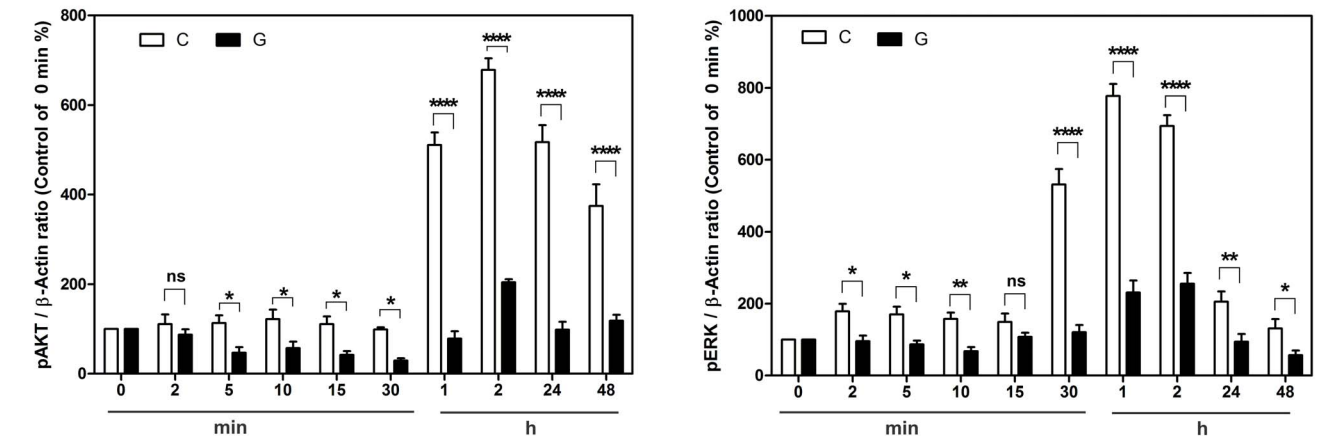 pAKT / β-Actin ratio (Control of 0 min %)
800
600
400
200
0
C G
ns
*
*
*
*
****
****
****
****
0 2 5 10 15 30 1 2 24 48
min h
pERK / β-Actin ratio (Control of 0 min %)
1000
800
600
400
200
0
C G
*
*
**
ns
****
****
****
**
*
0 2 5 10 15 30 1 2 24 48
min h